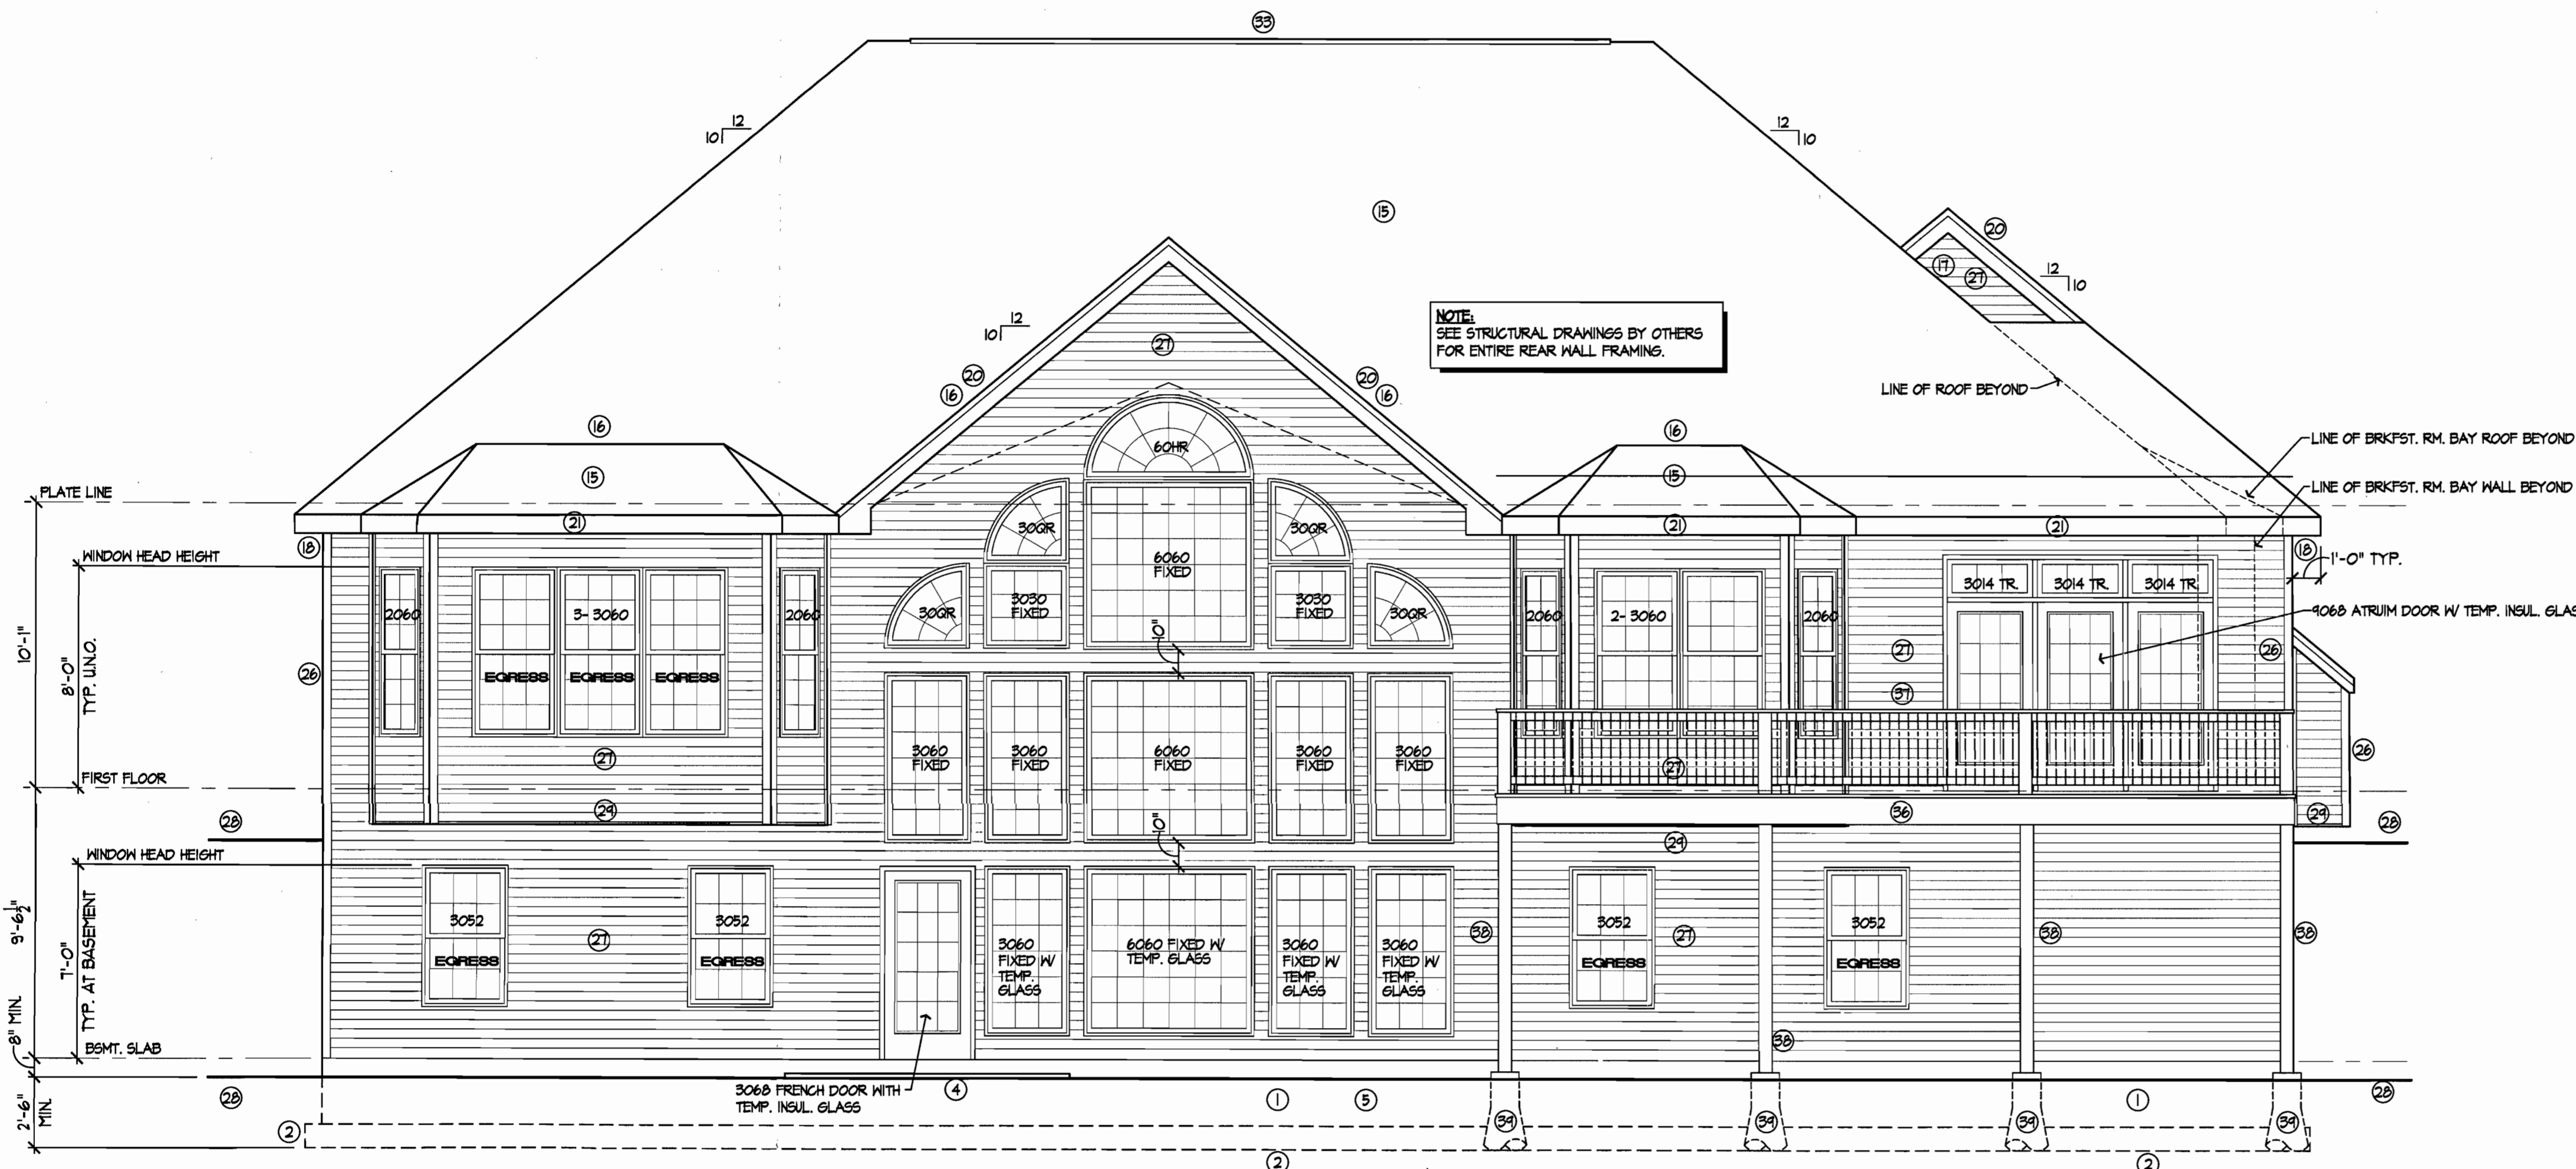 33
12
10
12
10
15
20
17
27
12
10
12
10
NOTE:
SEE STRUCTURAL DRAWINGS BY OTHERS
FOR ENTIRE REAR WALL FRAMING.
27
20
16
20
16
LINE OF ROOF BEYOND
16
16
60HR
LINE OF BRKFST. RM. BAY ROOF BEYOND
15
15
PLATE LINE
LINE OF BRKFST. RM. BAY WALL BEYOND
21
21
21
30QR
30QR
18
18
1'-0" TYP.
WINDOW HEAD HEIGHT
6060
FIXED
3014 TR.
3014 TR.
3014 TR.
3030
FIXED
3030
FIXED
2060
3-3060
2060
30QR
30QR
2060
2-3060
2060
9068 ATRUIM DOOR W/ TEMP. INSUL. GLAS
10'-1"
8'-0"
TYP. U.N.O.
10"
27
26
26
EGRESS
EGRESS
EGRESS
37
3060
FIXED
3060
FIXED
6060
FIXED
3060
FIXED
3060
FIXED
27
27
26
FIRST FLOOR
29
36
29
28
28
10"
29
WINDOW HEAD HEIGHT
9'-6½"
7'-0"
TYP. AT BASEMENT
3052
3052
3052
3052
27
27
38
38
38
EGRESS
EGRESS
EGRESS
EGRESS
3060
FIXED W/
TEMP.
GLASS
6060 FIXED W/
TEMP. GLASS
3060
FIXED W/
TEMP.
GLASS
3060
FIXED W/
TEMP.
GLASS
8" MIN.
BSMT. SLAB
38
3068 FRENCH DOOR WITH
TEMP. INSUL. GLASS
4
28
1
5
1
28
2'-6"
MIN.
39
39
39
39
2
2
2